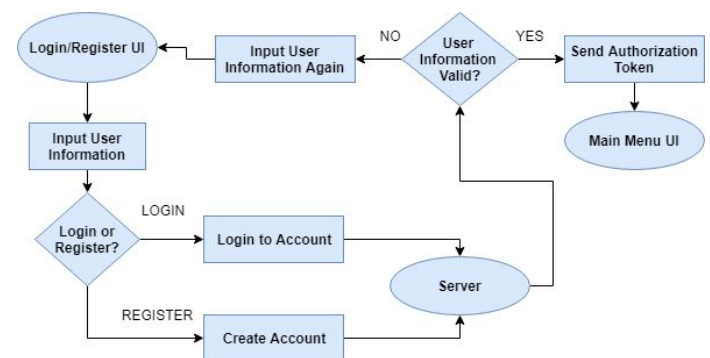 Login/Register UI
Input User
Information Again
NO
User
Information
Valid?
YES
Send Authorization
Token
Main Menu UI
Input User
Information
Login or
Register?
LOGIN
Login to Account
Server
REGISTER
Create Account